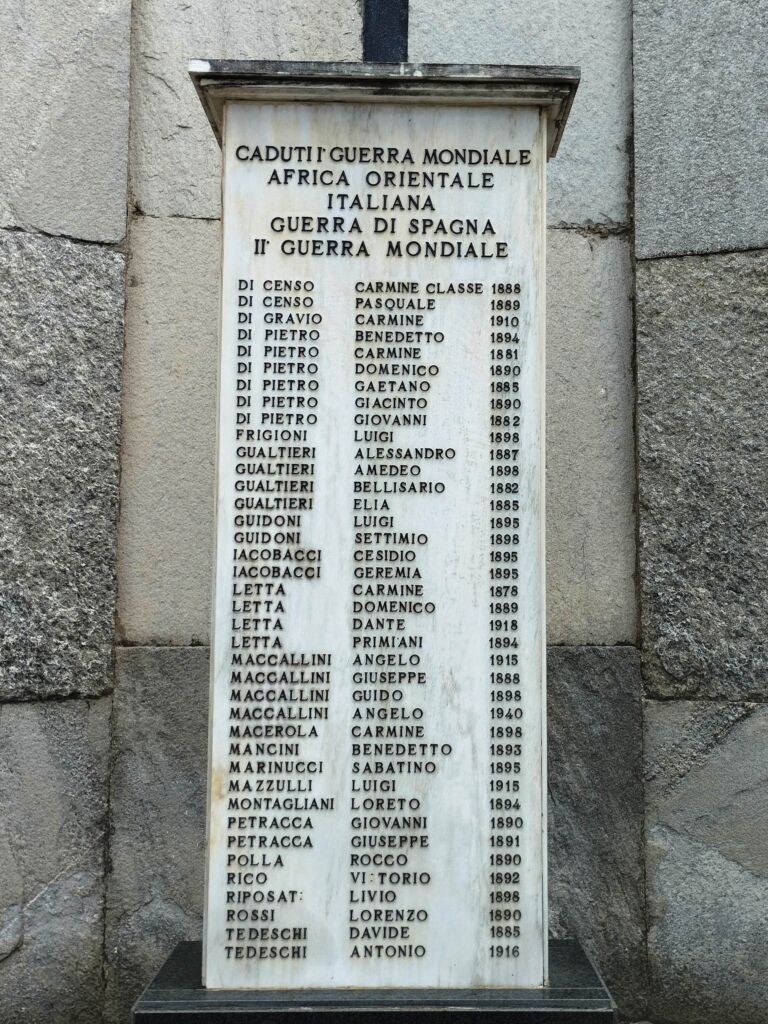 CADUTI I° GUERRA MONDIALE
AFRICA ORIENTALE
ITALIANA
GUERRA DI SPAGNA
II° GUERRA MONDIALE
DI CENSO CARMINE CLASSE 1888
DI CENSO PASQUALE 1889
DI GRAVIO CARMINE 1910
DI PIETRO BENEDETTO 1894
DI PIETRO CARMINE 1881
DI PIETRO DOMENICO 1890
DI PIETRO GAETANO 1885
DI PIETRO GIACINTO 1890
DI PIETRO GIOVANNI 1882
FRIGIONI LUIGI 1898
GUALTIERI ALESSANDRO 1887
GUALTIERI AMEDEO 1898
GUALTIERI BELLISARIO 1882
GUALTIERI ELIA 1885
GUIDONI LUIGI 1895
GUIDONI SETTIMIO 1898
IACOBACCI CESIDIO 1895
IACOBACCI GEREMIA 1895
LETTA CARMINE 1878
LETTA DOMENICO 1889
LETTA DANTE 1918
LETTA PRIMIANI 1894
MACCALLINI ANGELO 1915
MACCALLINI GIUSEPPE 1888
MACCALLINI GUIDO 1898
MACCALLINI ANGELO 1940
MACEROLA CARMINE 1898
MANCINI BENEDETTO 1893
MARINUCCI SABATINO 1895
MAZZULLI LUIGI 1915
MONTAGLIANI LORETO 1894
PETRACCA GIOVANNI 1890
PETRACCA GIUSEPPE 1891
POLLA ROCCO 1890
RICO VI:TORIO 1892
RIPOSAT: LIVIO 1898
ROSSI LORENZO 1890
TEDESCHI DAVIDE 1885
TEDESCHI ANTONIO 1916